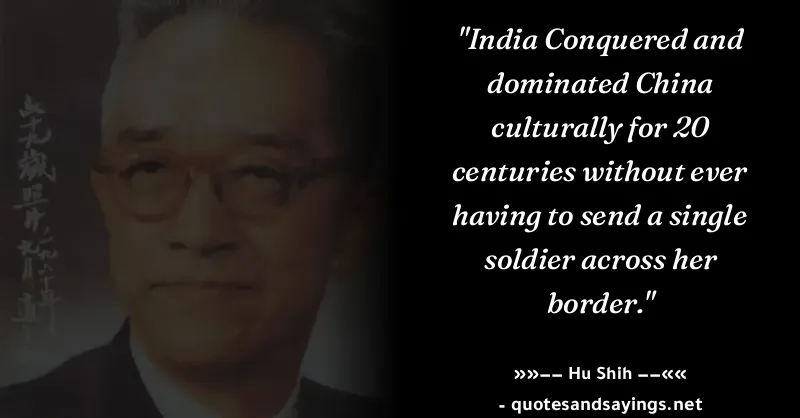 "India Conquered and
dominated China
culturally for 20
centuries without ever
having to send a single
soldier across her
border."
»»−− Hu Shih −−««
- quotesandsayings.net